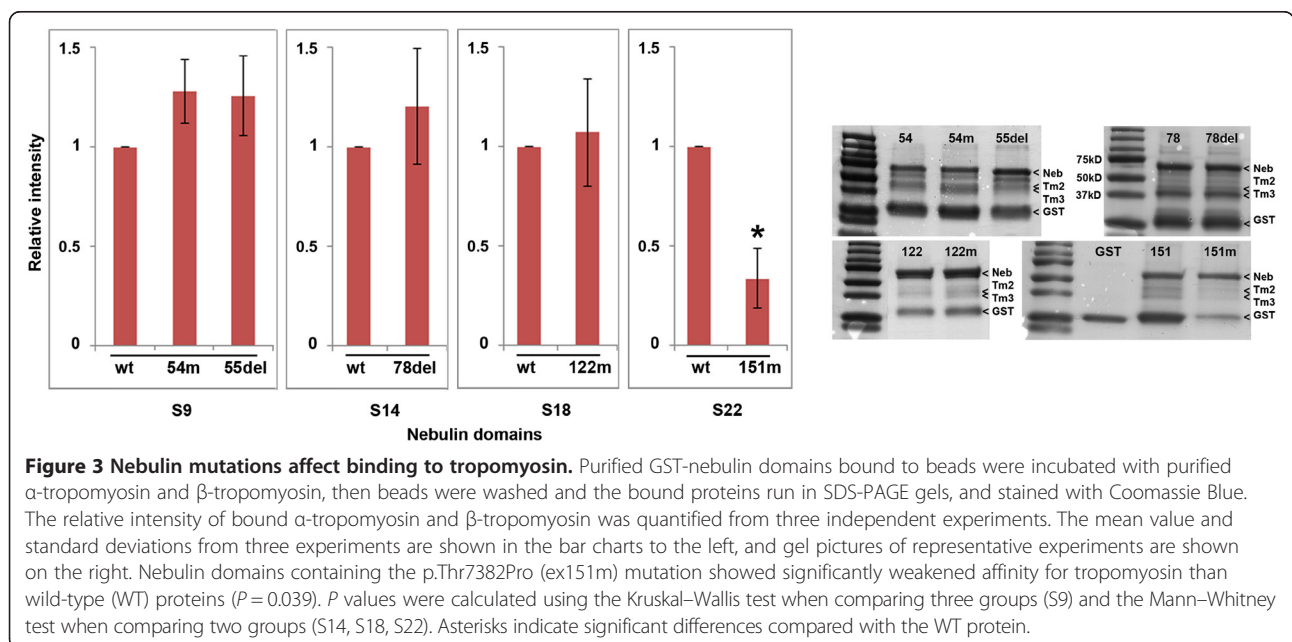 1.5 1.5 1.5 1.5
1 1 1 1
0.5 0.5 0.5 0.5
0 0 0 0
Relative intensity
*
wt 54m 55del wt 78del wt 122m wt 151m
S9 S14 S18 S22
Nebulin domains
54 54m 55del
Neb
Tm2
Tm3
GST
78 78del
75kD
50kD
37kD
Neb
Tm2
Tm3
GST
122 122m
Neb
Tm2
Tm3
GST
GST 151 151m
Neb
Tm2
Tm3
GST
Figure 3 Nebulin mutations affect binding to tropomyosin. Purified GST-nebulin domains bound to beads were incubated with purified
α-tropomyosin and β-tropomyosin, then beads were washed and the bound proteins run in SDS-PAGE gels, and stained with Coomassie Blue.
The relative intensity of bound α-tropomyosin and β-tropomyosin was quantified from three independent experiments. The mean value and
standard deviations from three experiments are shown in the bar charts to the left, and gel pictures of representative experiments are shown
on the right. Nebulin domains containing the p.Thr7382Pro (ex151m) mutation showed significantly weakened affinity for tropomyosin than
wild-type (WT) proteins (P = 0.039). P values were calculated using the Kruskal–Wallis test when comparing three groups (S9) and the Mann–Whitney
test when comparing two groups (S14, S18, S22). Asterisks indicate significant differences compared with the WT protein.